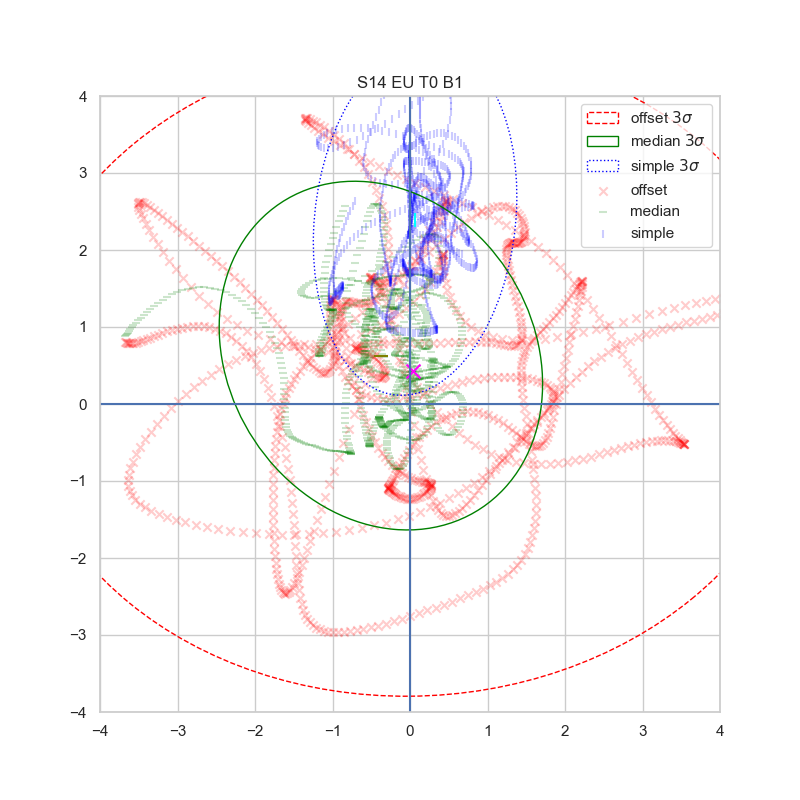 S14 EU T0 B1
offset 3σ
median 3σ
simple 3σ
offset
median
simple
4
3
2
1
0
−1
−2
−3
−4
−4 −3 −2 −1 0 1 2 3 4